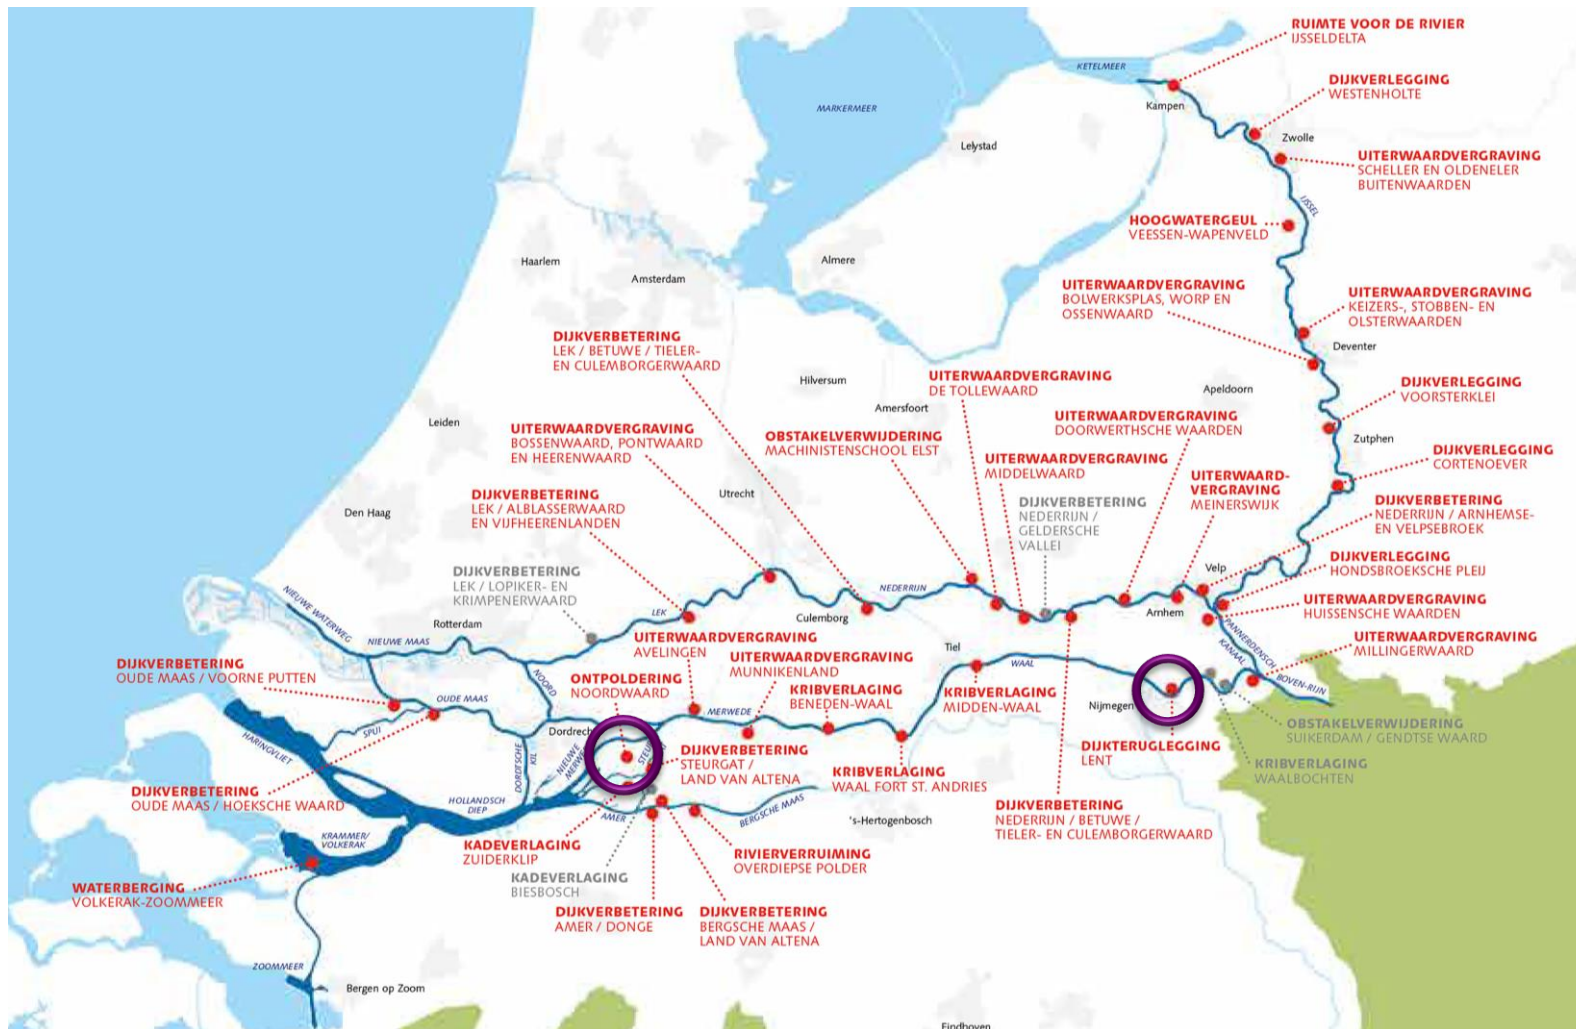 RUIMTE VOOR DE RIVIER
IJSSELDELTA
KETELMEER
DIJKVERLEGGING
WESTENHOLTE
MARKERMEER
Kampen
Lelystad
Zwolle
UITERWAARDVERGRAVING
SCHELLER EN OLDENELER
BUITENWAARDEN
IJSSEL
HOOGWATERGEUL
VEESSEN-WAPENVELD
Haarlem
Amsterdam
Almere
UITERWAARDVERGRAVING
BOLWERKSPLAS, WORP EN
OSSENWAARD
UITERWAARDVERGRAVING
KEIZERS-, STOBBEN- EN
OLSTERWAARDEN
DIJKVERBETERING
LEK / BETUWE / TIELER-
EN CULEMBORGERWAARD
Deventer
Hilversum
UITERWAARDVERGRAVING
DE TOLLEWAARD
Apeldoorn
DIJKVERLEGGING
VOORSTERKLEI
Amersfoort
Leiden
UITERWAARDVERGRAVING
BOSSENWAARD, PONTWAARD
EN HEERENWAARD
OBSTAKELVERWIJDERING
MACHINISTENSCHOOL ELST
UITERWAARDVERGRAVING
DOORWERTHSCHE WAARDEN
Zutphen
DIJKVERLEGGING
CORTENOEVER
UITERWAARDVERGRAVING
MIDDELWAARD
UITERWAARD-
VERGRAVING
MEINERSWIJK
Utrecht
DIJKVERBETERING
LEK / ALBLASSERWAARD
EN VIJFHEERENLANDEN
Den Haag
DIJKVERBETERING
NEDERRIJN /
GELDERSCHE
VALLEI
DIJKVERBETERING
NEDERRIJN / ARNHEMSE-
EN VELPSEBROEK
DIJKVERLEGGING
HONDSBROEKSCHE PLEIJ
Velp
DIJKVERBETERING
LEK / LOPIKER- EN
KRIMPENERWAARD
NEDERRIJN
UITERWAARDVERGRAVING
HUISSENSCHE WAARDEN
Arnhem
LEK
Culemborg
NIEUWE WATERWEG
NIEUWE MAAS
Rotterdam
UITERWAARDVERGRAVING
AVELINGEN
Tiel
PANNERDENSCH
KANAAL
UITERWAARDVERGRAVING
MILLINGERWAARD
UITERWAARDVERGRAVING
MUNNIKENLAND
WAAL
DIJKVERBETERING
OUDE MAAS / VOORNE PUTTEN
NOORD
ONTPOLDERING
NOORDWAARD
BOVEN-RIJN
KRIBVERLAGING
BENEDEN-WAAL
KRIBVERLAGING
MIDDEN-WAAL
OUDE MAAS
Nijmegen
MERWEDE
SPUI
HARINGVLIET
OBSTAKELVERWIJDERING
SUIKERDAM / GENDTSE WAARD
Dordrech
DORDTSCHE
KIL
NIEUWE
DIJKTERUGLEGGING
LENT
DIJKVERBETERING
STEURGAT /
LAND VAN ALTENA
KRIBVERLAGING
WAALBOCHTEN
KRIBVERLAGING
WAAL FORT ST. ANDRIES
DIJKVERBETERING
OUDE MAAS / HOEKSCHE WAARD
HOLLANDSCH
DIEP
AMER
BERGSCHE MAAS
's-Hertogenbosch
DIJKVERBETERING
NEDERRIJN / BETUWE /
TIELER- EN CULEMBORGERWAARD
KRAMMER/
VOLKERAK
KADEVERLAGING
ZUIDERKLIP
RIVIERVERRUIMING
OVERDIEPSE POLDER
KADEVERLAGING
BIESBOSCH
WATERBERGING
VOLKERAK-ZOOMMEER
DIJKVERBETERING
AMER / DONGE
DIJKVERBETERING
BERGSCHE MAAS /
LAND VAN ALTENA
ZOOMMEER
Bergen op Zoom
Eindhoven